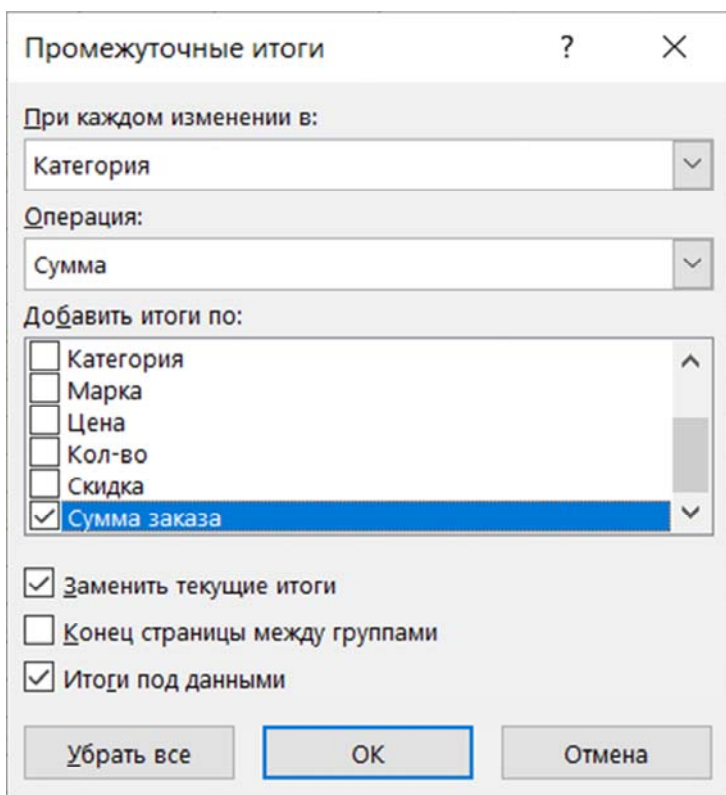 Промежуточные итоги ?
При каждом изменении в:
Категория
Операция:
Сумма
Добавить итоги по:
Категория
Марка
Цена
Кол-во
Скидка
Сумма заказа
Заменить текущие итоги
Конец страницы между группами
Итоги под данными
Убрать все ОК Отмена